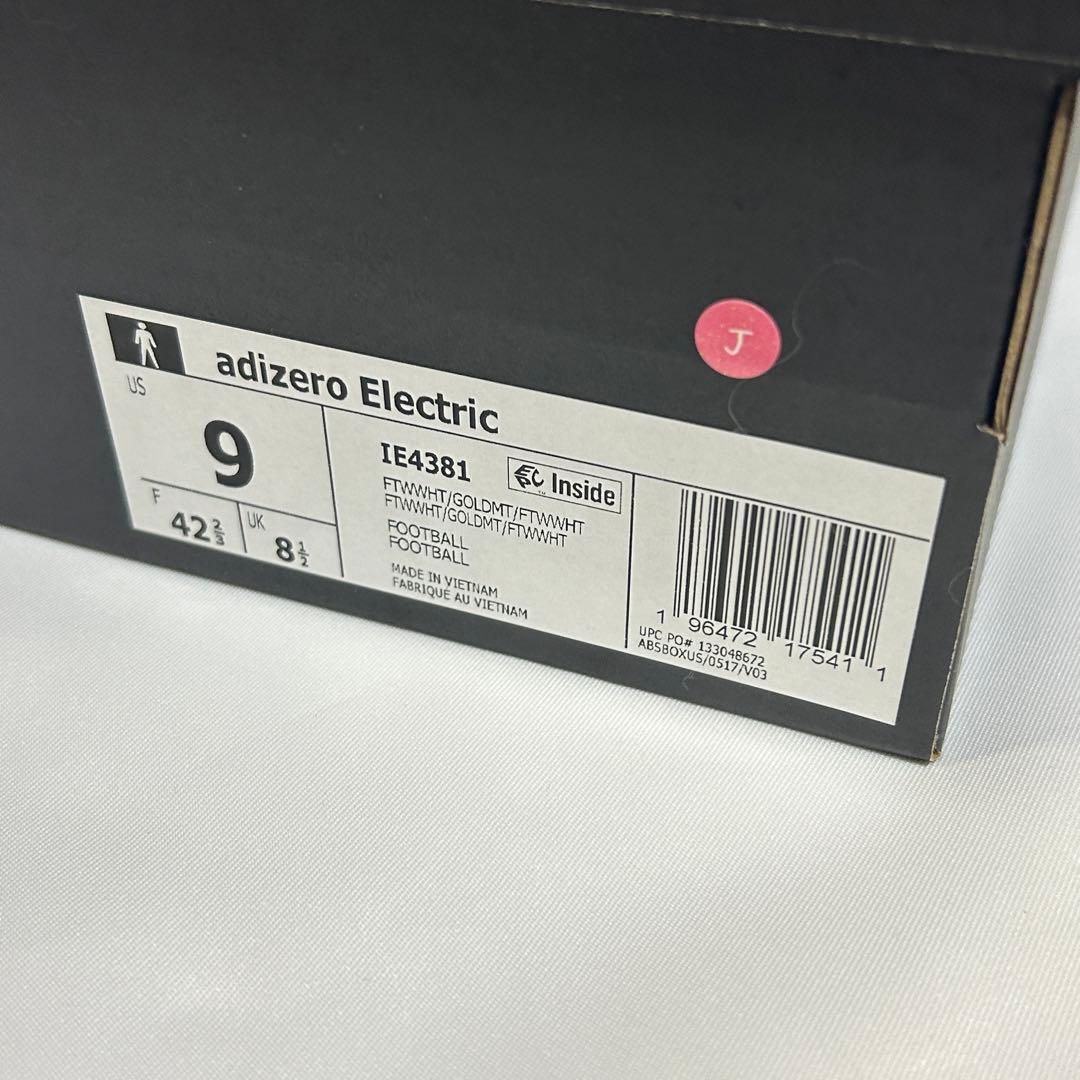 J
adizero Electric
US
9
F
42 2/3
UK
8 1/2
IE4381
Inside
FTWWHT/GOLDMT/FTWWHT
FTWWHT/GOLDMT/FTWWHT
FOOTBALL
FOOTBALL
MADE IN VIETNAM
FABRIQUÉ AU VIETNAM
1 96472 17541 1
UPC PO# 133048672
ABSBOXUS/0517/V03